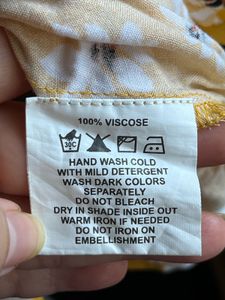 100% VISCOSE
30C
HAND WASH COLD
WITH MILD DETERGENT
WASH DARK COLORS
SEPARATELY
DO NOT BLEACH
DRY IN SHADE INSIDE OUT
WARM IRON IF NEEDED
DO NOT IRON ON
EMBELLISHMENT